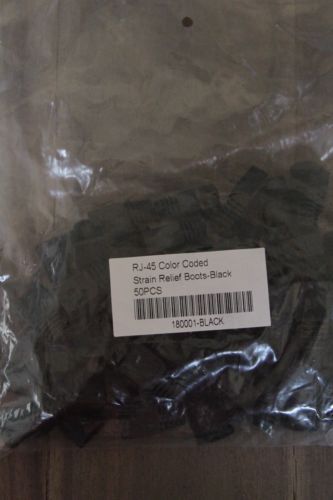 RJ-45 Color Coded
Strain Relief Boots-Black
50PCS
180001-BLACK